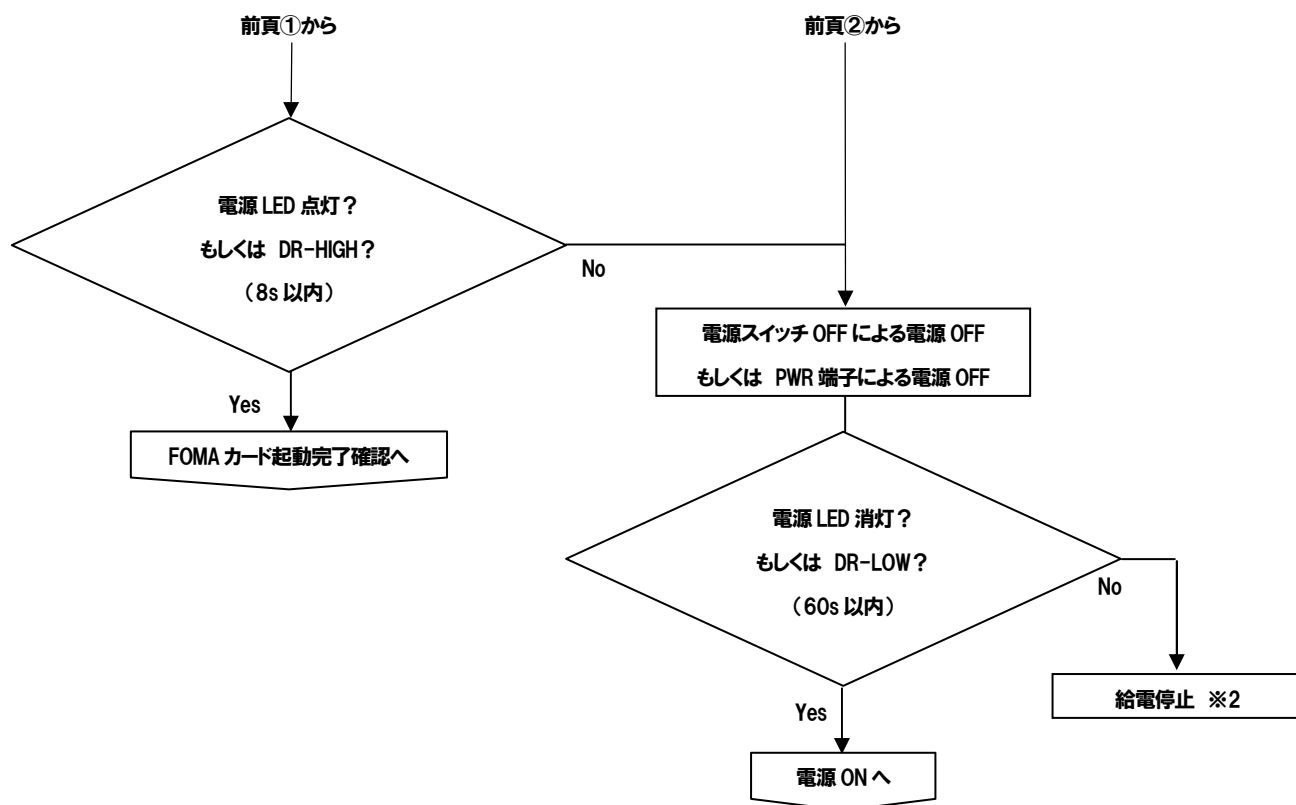 前頁①から
前頁②から
電源 LED 点灯?
もしくは DR-HIGH?
(8s 以内)
No
Yes
FOMA カード起動完了確認へ
電源スイッチ OFF による電源 OFF
もしくは PWR 端子による電源 OFF
電源 LED 消灯?
もしくは DR-LOW?
(60s 以内)
No
Yes
給電停止 ※2
電源 ON へ